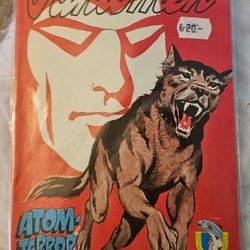 Fantomen
Kr 20.-
ATOM-
TERROR